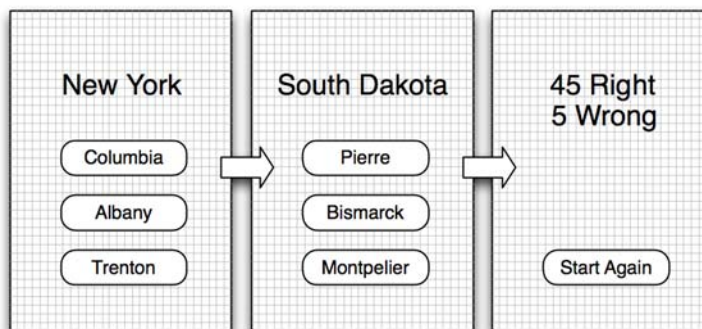 New York
Columbia
Albany
Trenton
South Dakota
Pierre
Bismarck
Montpelier
45 Right
5 Wrong
Start Again